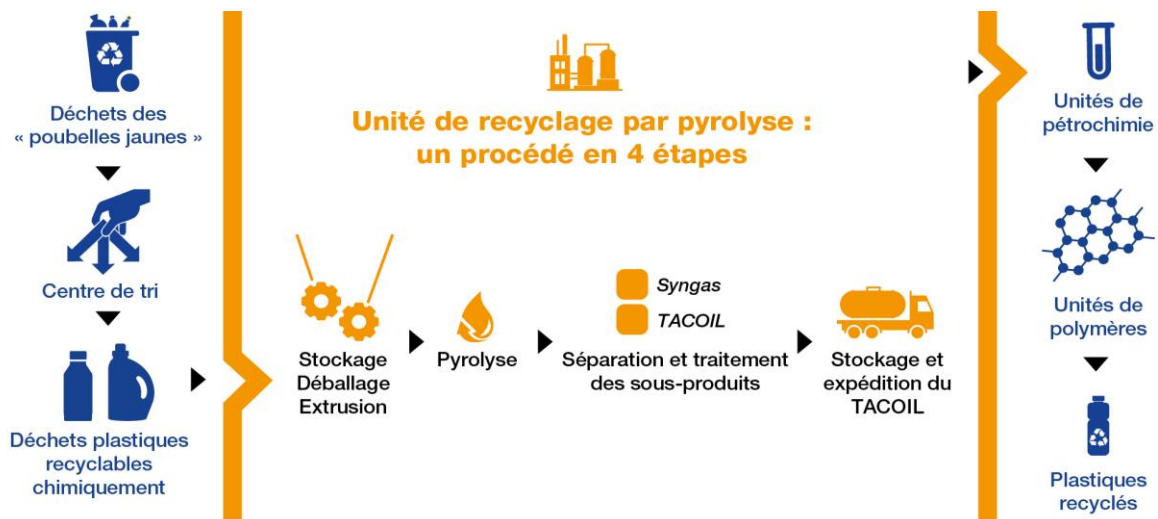 Déchets des
« poubelles jaunes »
Centre de tri
Déchets plastiques
recyclables
chimiquement
Unité de recyclage par pyrolyse :
un procédé en 4 étapes
Stockage
Déballage
Extrusion
Pyrolyse
Syngas
TACOIL
Séparation et traitement
des sous-produits
Stockage et
expédition du
TACOIL
Unités de
pétrochimie
Unités de
polymères
Plastiques
recyclés